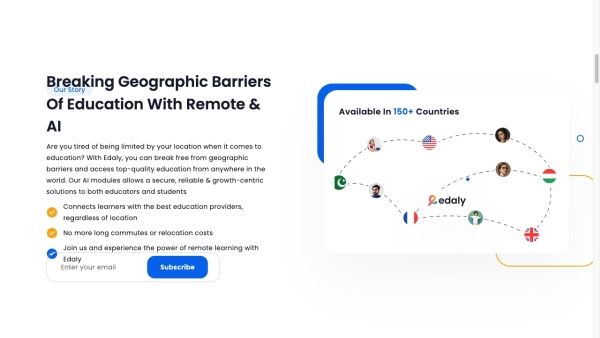 Our Story
Breaking Geographic Barriers
Of Education With Remote &
AI
Are you tired of being limited by your location when it comes to
education? With Edaly, you can break free from geographic
barriers and access top-quality education from anywhere in the
world. Our AI modules allows a secure, reliable & growth-centric
solutions to both educators and students
Connects learners with the best education providers,
regardless of location
No more long commutes or relocation costs
Join us and experience the power of remote learning with
Edaly
Enter your email
Subscribe
Available In 150+ Countries
edaly